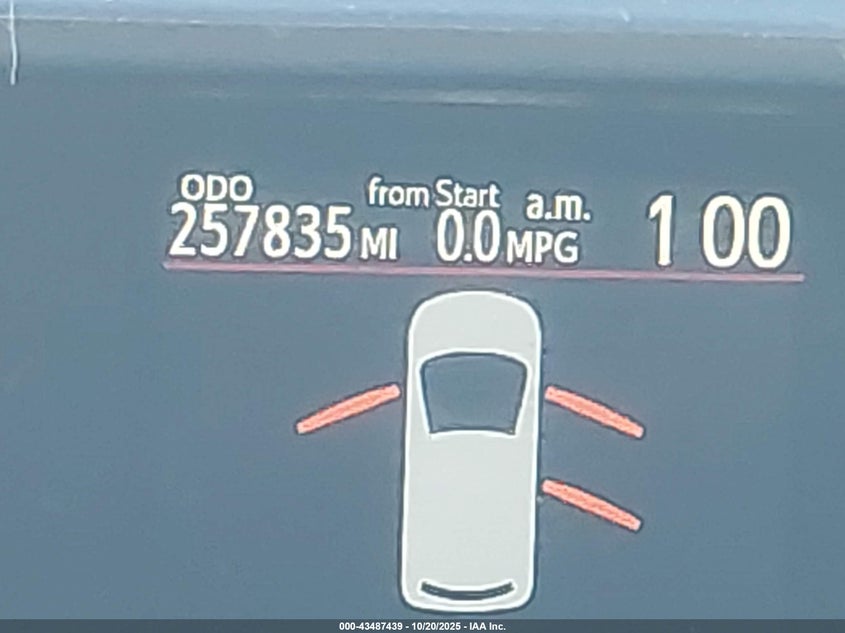 ODO from Start a.m. 1 00
257835 MI 0.0 MPG
000-43487439 - 10/20/2025 - IAA Inc.